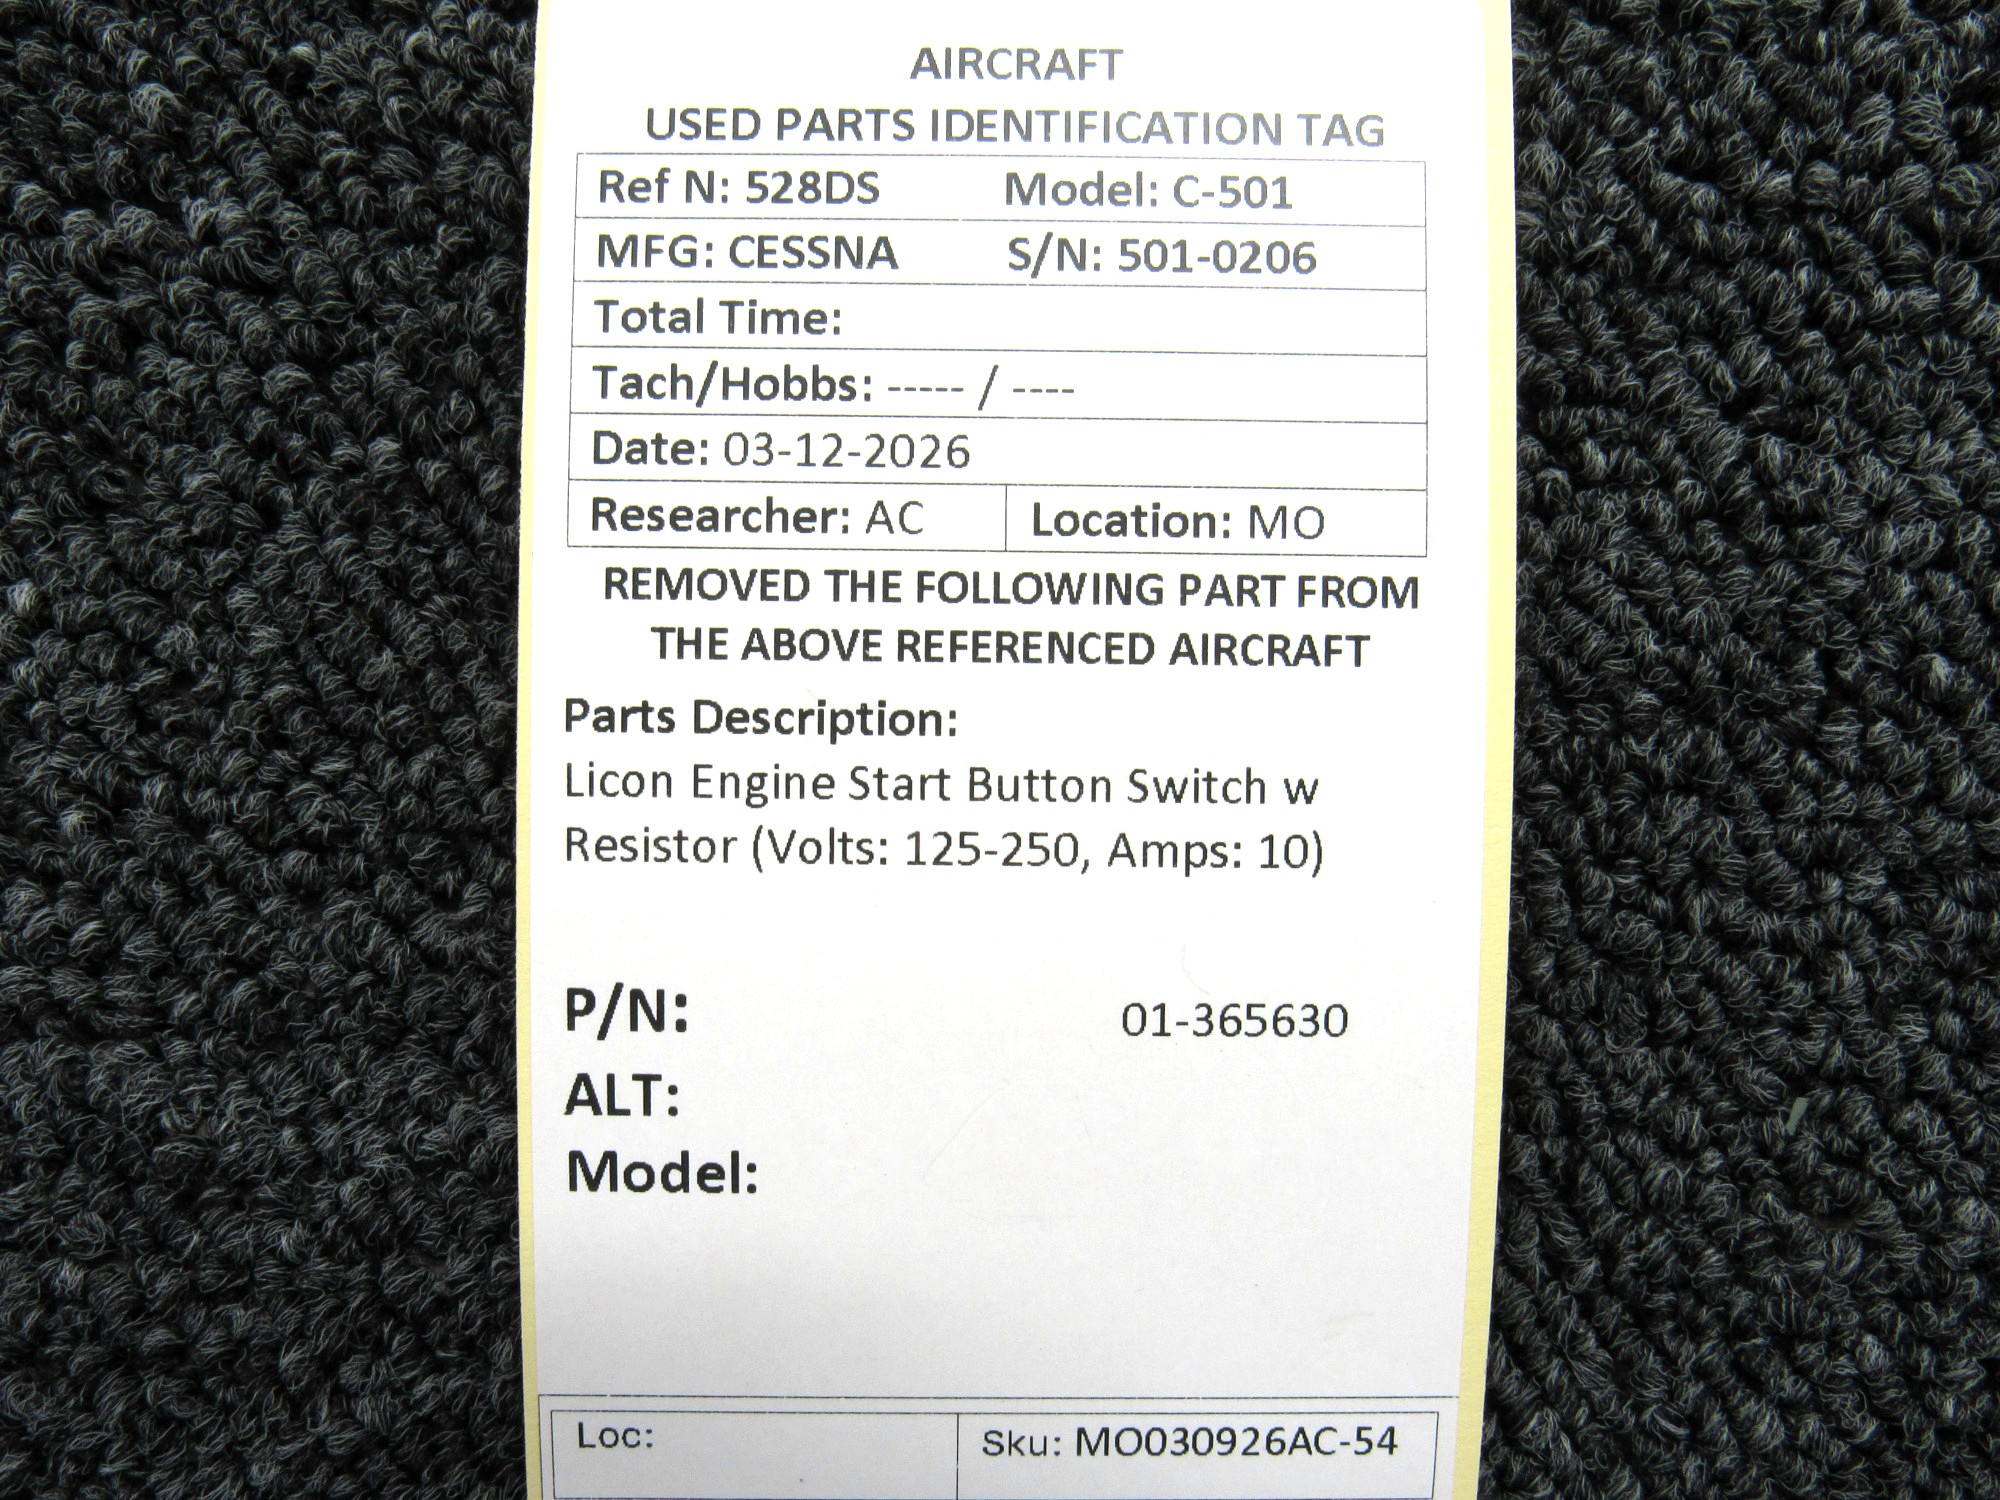 AIRCRAFT
USED PARTS IDENTIFICATION TAG
Ref N: 528DS Model: C-501
MFG: CESSNA S/N: 501-0206
Total Time:
Tach/Hobbs: ----- / ----
Date: 03-12-2026
Researcher: AC Location: MO
REMOVED THE FOLLOWING PART FROM
THE ABOVE REFERENCED AIRCRAFT
Parts Description:
Licon Engine Start Button Switch w
Resistor (Volts: 125-250, Amps: 10)
P/N: 01-365630
ALT:
Model:
Loc: Sku: MO030926AC-54